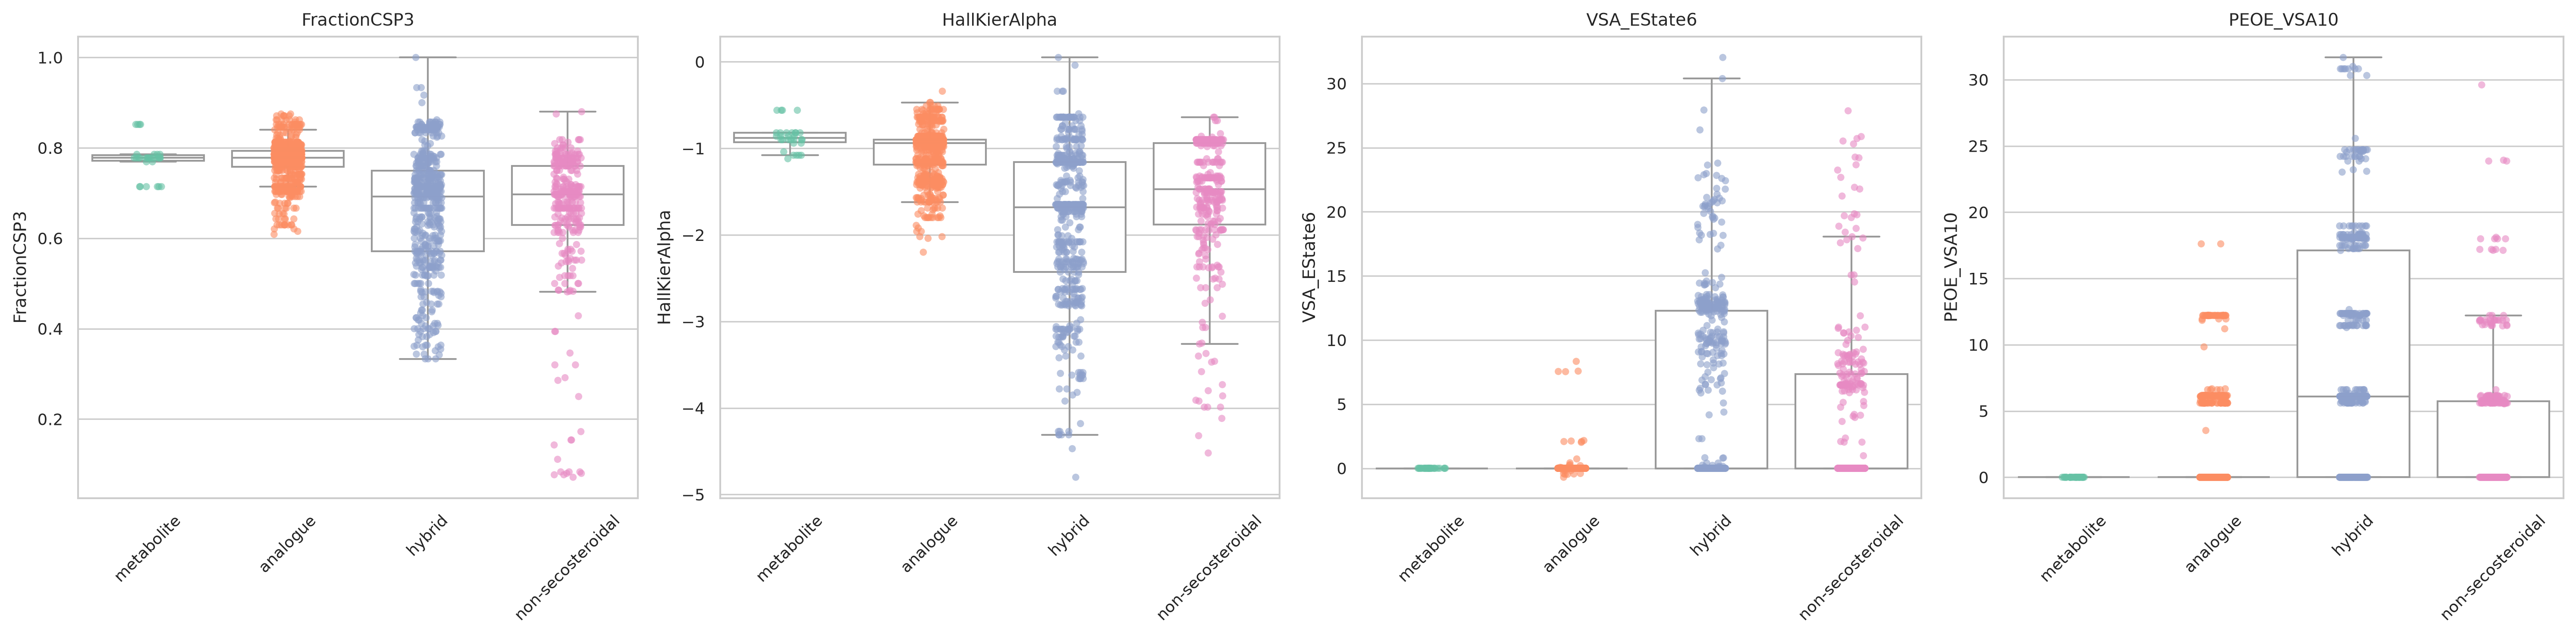 FractionCSP3
FractionCSP3
1.0
0.8
0.6
0.4
0.2
metabolite
analogue
hybrid
non-secosteroidal
HallKierAlpha
HallKierAlpha
0
−1
−2
−3
−4
−5
metabolite
analogue
hybrid
non-secosteroidal
VSA_EState6
VSA_EState6
30
25
20
15
10
5
0
metabolite
analogue
hybrid
non-secosteroidal
PEOE_VSA10
PEOE_VSA10
30
25
20
15
10
5
0
metabolite
analogue
hybrid
non-secosteroidal